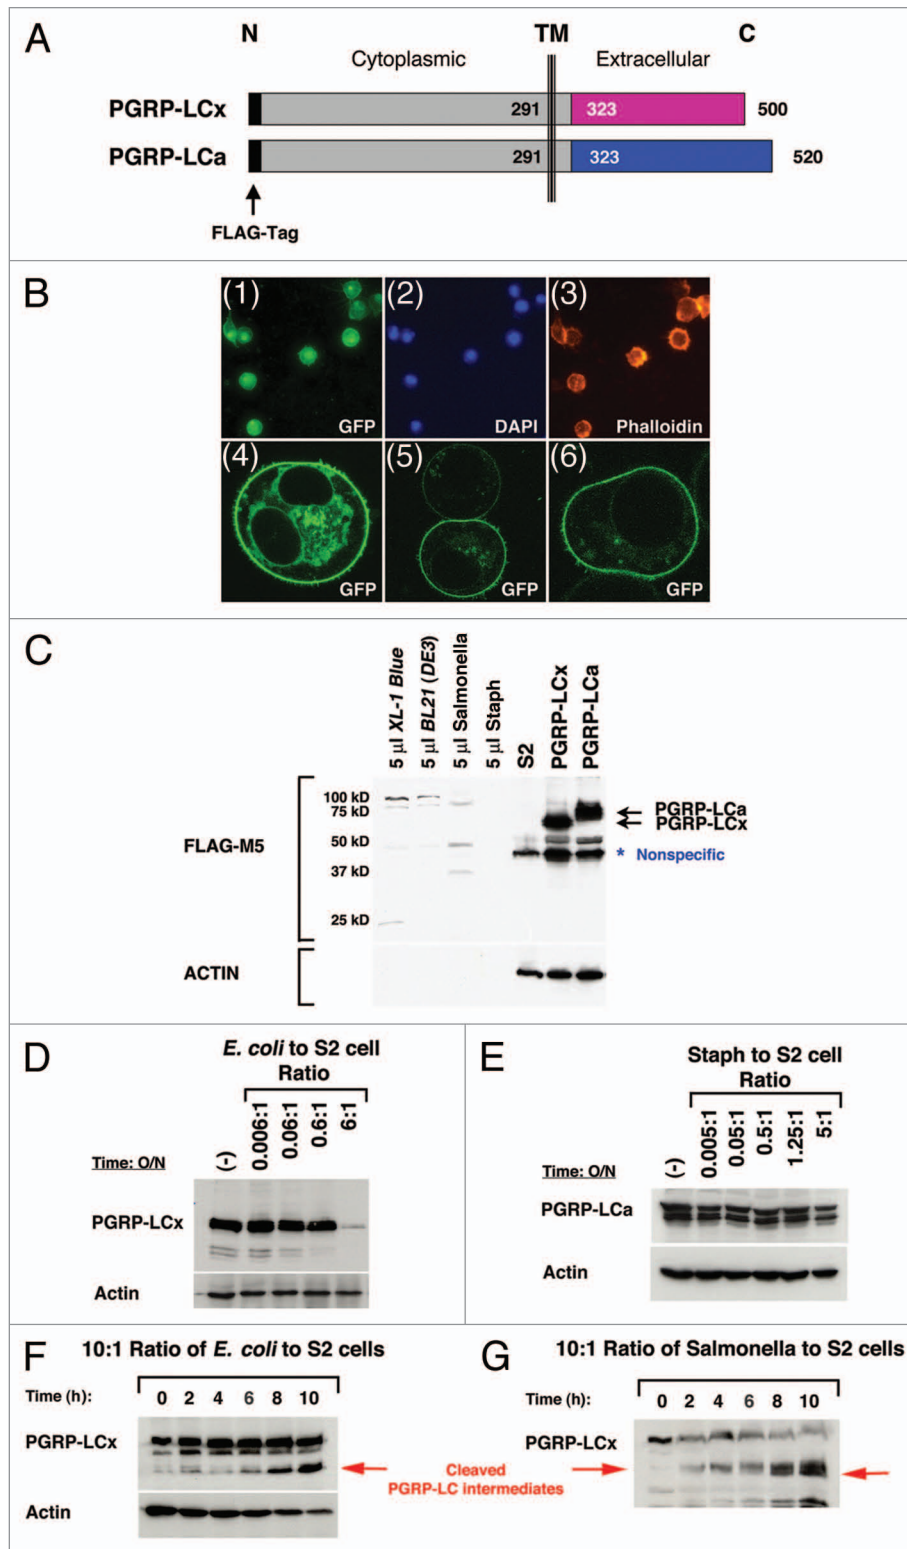 A
N TM C
Cytoplasmic Extracellular
PGRP-LCx 291 323 500
PGRP-LCa 291 323 520
FLAG-Tag
B
(1) (2) (3)
GFP DAPI Phalloidin
(4) (5) (6)
GFP GFP GFP
C
5 µl XL-1 Blue
5 µl BL21 (DE3)
5 µl Salmonella
5 µl Staph
S2
PGRP-LCx
PGRP-LCa
100 kD
75 kD
50 kD
37 kD
25 kD
FLAG-M5
PGRP-LCa
PGRP-LCx
* Nonspecific
ACTIN
D
E. coli to S2 cell
Ratio
Time: O/N
(-) 0.006:1 0.06:1 0.6:1 6:1
PGRP-LCx
Actin
E
Staph to S2 cell
Ratio
Time: O/N
(-) 0.005:1 0.05:1 0.5:1 1.25:1 5:1
PGRP-LCa
Actin
F 10:1 Ratio of E. coli to S2 cells
Time (h): 0 2 4 6 8 10
PGRP-LCx
Actin
Cleaved
PGRP-LC intermediates
G 10:1 Ratio of Salmonella to S2 cells
Time (h): 0 2 4 6 8 10
PGRP-LCx